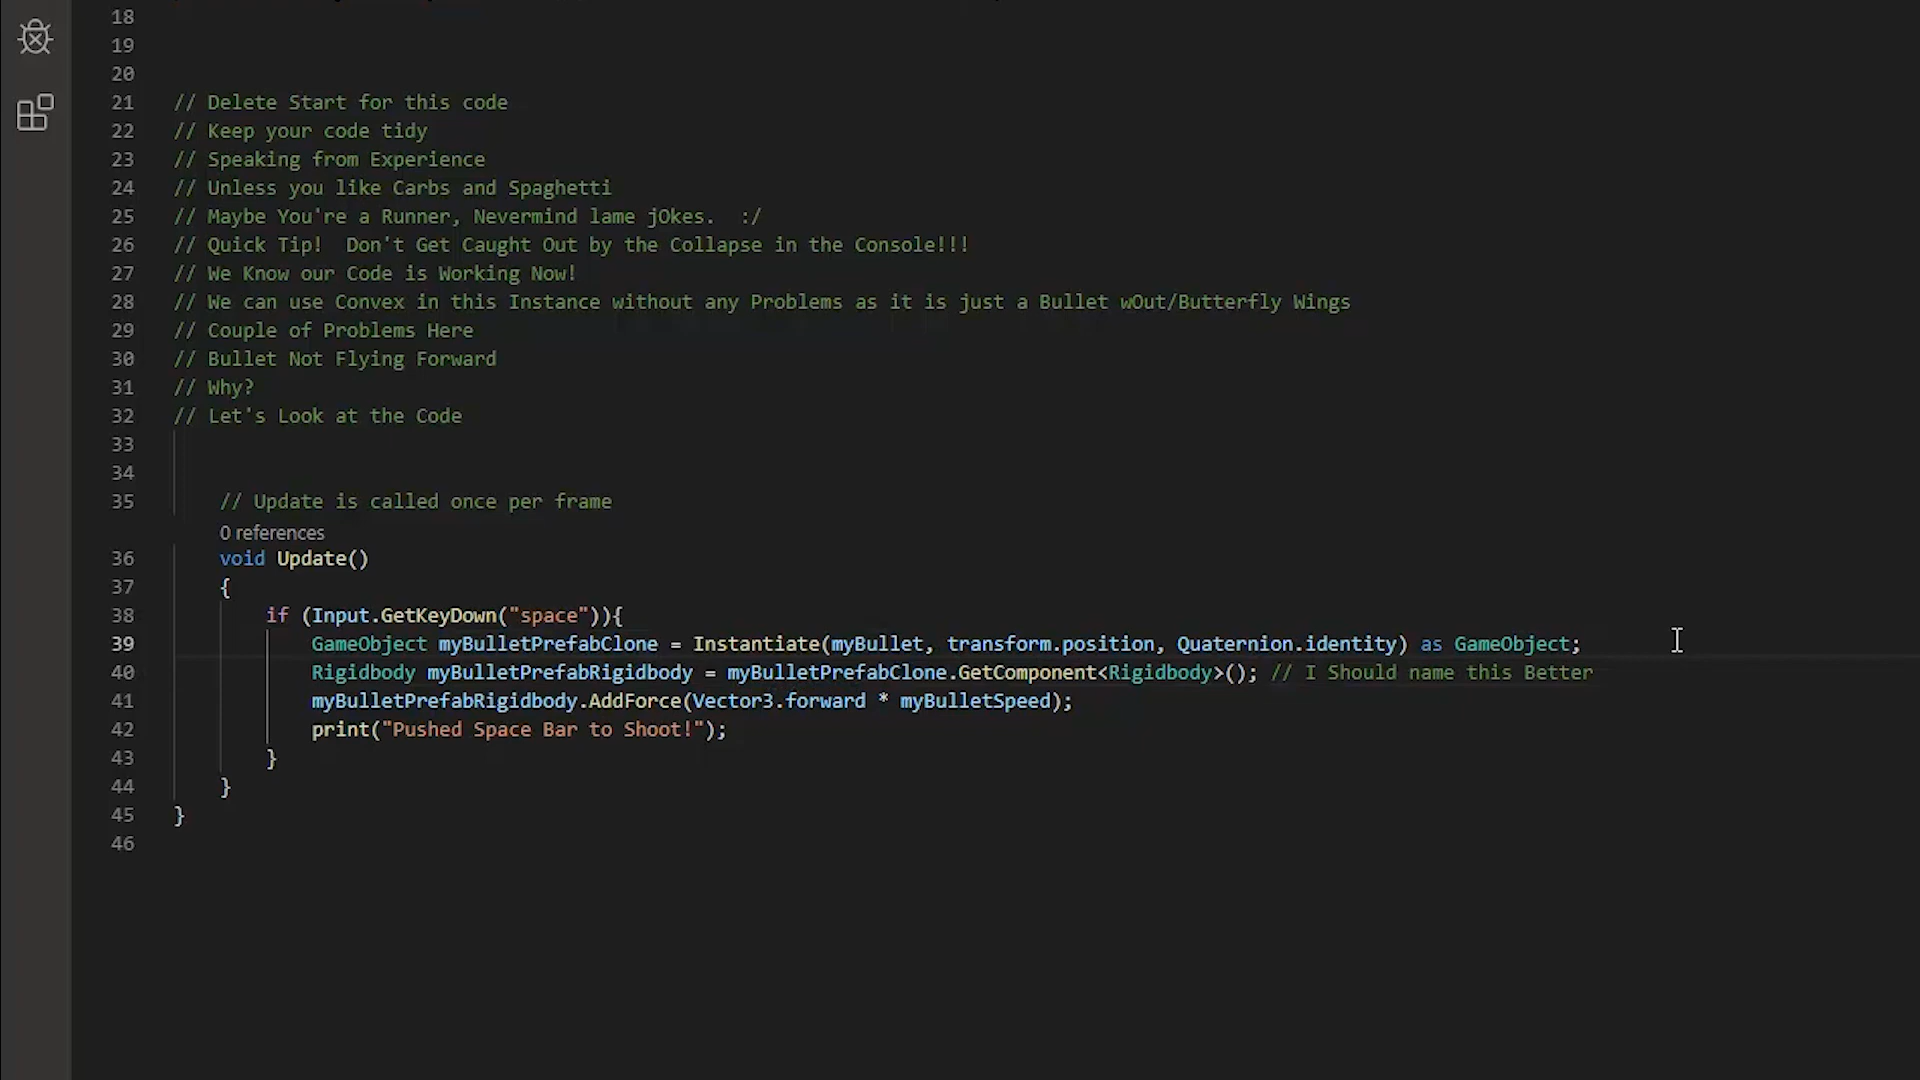 18
19
20
21 // Delete Start for this code
22 // Keep your code tidy
23 // Speaking from Experience
24 // Unless you like Carbs and Spaghetti
25 // Maybe You're a Runner, Nevermind lame jOkes.  :/
26 // Quick Tip!  Don't Get Caught Out by the Collapse in the Console!!!
27 // We Know our Code is Working Now!
28 // We can use Convex in this Instance without any Problems as it is just a Bullet wOut/Butterfly Wings
29 // Couple of Problems Here
30 // Bullet Not Flying Forward
31 // Why?
32 // Let's Look at the Code
33
34
35 // Update is called once per frame
0 references
36 void Update()
37 {
38 if (Input.GetKeyDown("space")){
39 GameObject myBulletPrefabClone = Instantiate(myBullet, transform.position, Quaternion.identity) as GameObject;
40 Rigidbody myBulletPrefabRigidbody = myBulletPrefabClone.GetComponent<Rigidbody>(); // I Should name this Better
41 myBulletPrefabRigidbody.AddForce(Vector3.forward * myBulletSpeed);
42 print("Pushed Space Bar to Shoot!");
43 }
44 }
45 }
46